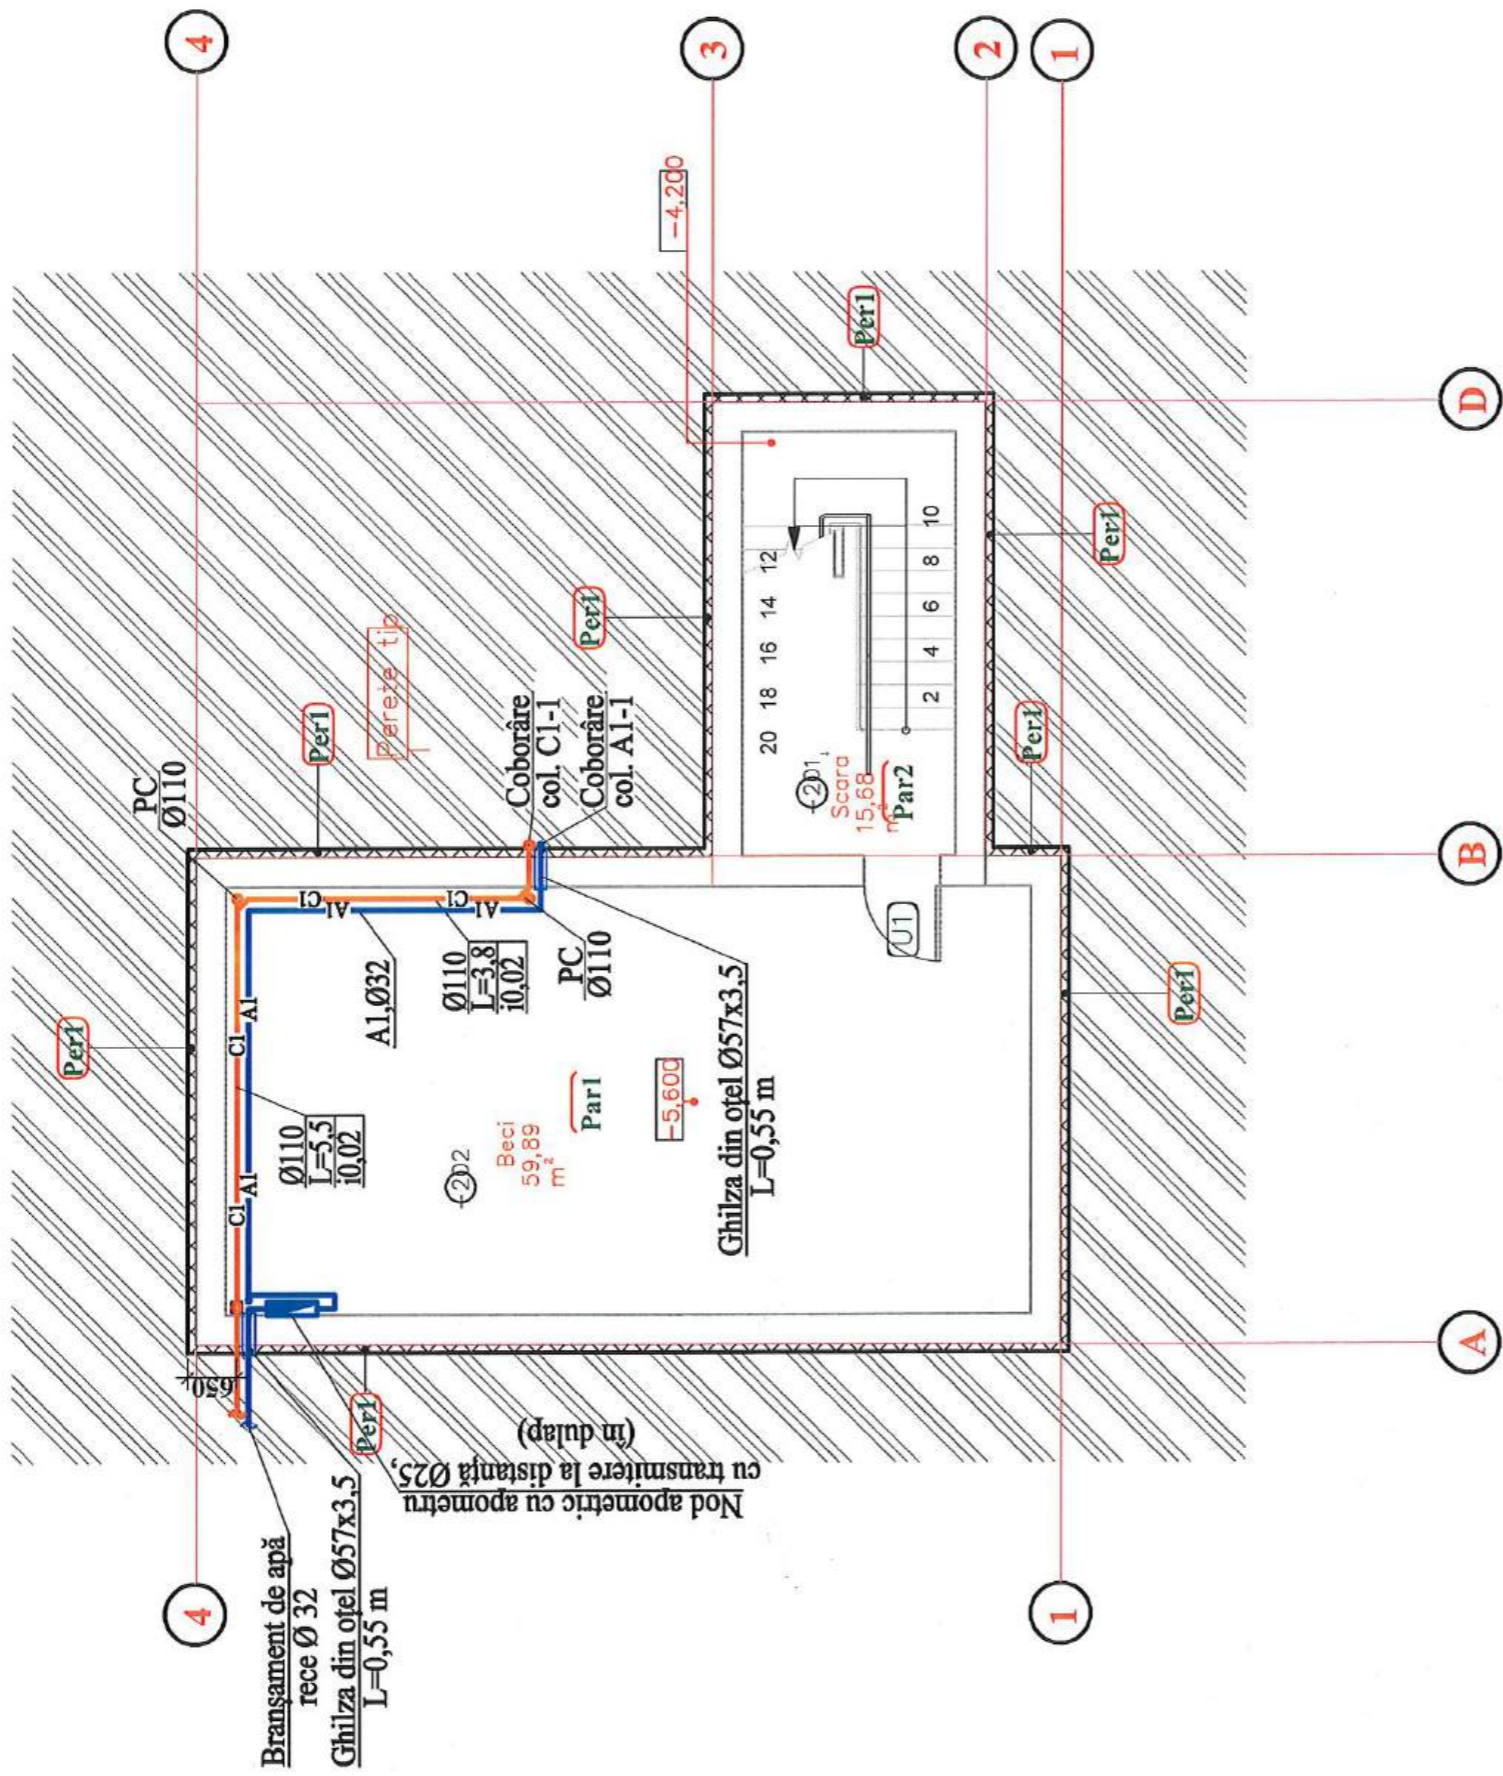 4
3
2
1
-4,200
Per1
D
Per1
Per1
Perete tip
1
Per1
PC
Ø110
Coborâre
col. C1-1
Coborâre
col. A1-1
12
14
16
18
20
10
8
6
4
2
-201
Scara
15,68
m²
Par2
Per1
B
U1
C1
A1
C1
A1
A1,Ø32
Ø110
L=3,8
i0,02
PC
Ø110
Per1
C1
A1
Ø110
L=5,5
i0,02
C1
A1
-202
Beci
59,89
m²
Par1
-5,600
Ghilza din oțel Ø57x3,5
L=0,55 m
Per1
A
650
Per1
Nod apometric cu apometru
cu transmitere la distanță Ø25,
(în dulap)
Branșament de apă
rece Ø 32
Ghilza din oțel Ø57x3,5
L=0,55 m
4
1